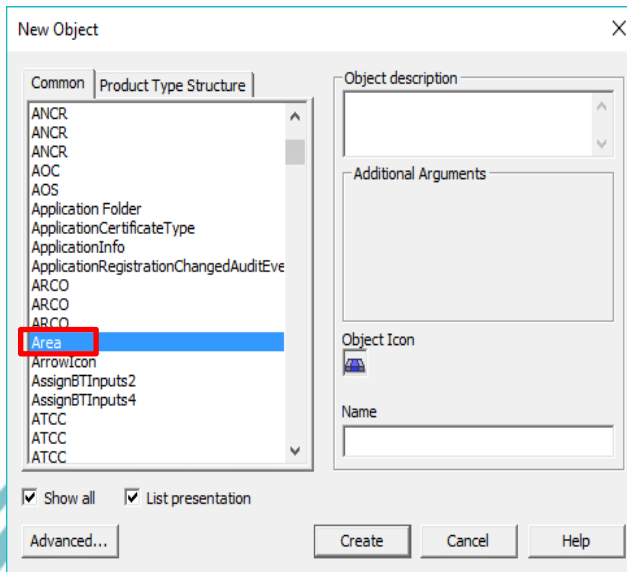 New Object
Common
Product Type Structure
ANCR
ANCR
ANCR
AOC
AOS
Application Folder
ApplicationCertificateType
ApplicationInfo
ApplicationRegistrationChangedAuditEve
ARCO
ARCO
ARCO
Area
ArrowIcon
AssignBTInputs2
AssignBTInputs4
ATCC
ATCC
ATCC
Show all
List presentation
Advanced...
Object description
Additional Arguments
Object Icon
Name
Create
Cancel
Help